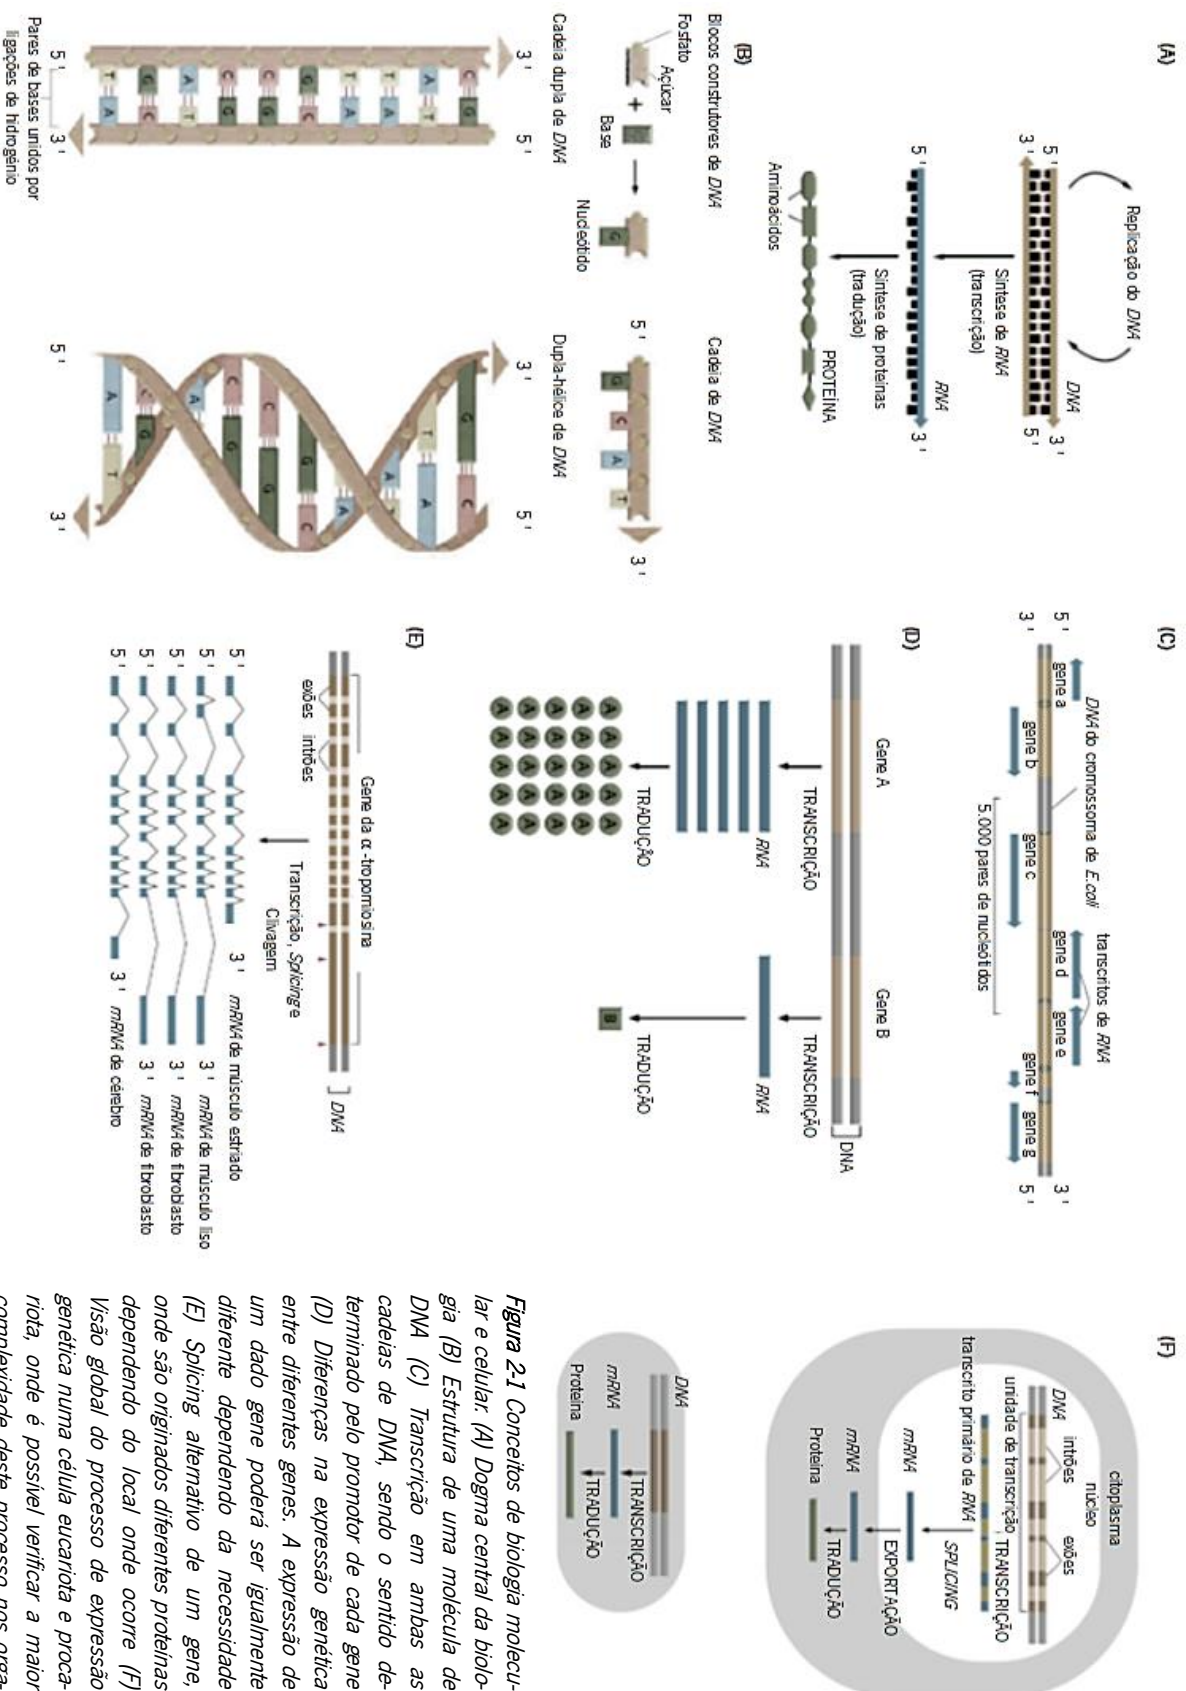 (A)
Replicação do DNA
5' 3'
3' 5'
DNA
Síntese de RNA
(transcrição)
5' 3'
RNA
Síntese de proteínas
(tradução)
PROTEÍNA
Aminoácidos
(B)
Blocos construtores de DNA
Fosfato
Açúcar
+
Base
G
Nucleótido
G
Cadeia de DNA
5' 3'
G C A T
Cadeia dupla de DNA
3' 5'
C G
A T
T A
T A
G C
C G
C G
A T
G C
T A
5' 3'
Pares de bases unidos por
ligações de hidrogénio
Dupla-hélice de DNA
3' 5'
G C
T A
A
A
G C
C G
C G
A
C G
A T
5' 3'
(C)
DNA do cromossoma de E.coli
transcritos de RNA
5' 3'
3' 5'
gene a
gene b
gene c
gene d
gene e
gene f
gene g
5.000 pares de nucleótidos
(D)
Gene A
Gene B
DNA
TRANSCRIÇÃO
TRANSCRIÇÃO
RNA
RNA
TRADUÇÃO
TRADUÇÃO
A A A A A
A A A A A
A A A A A
A A A A A
A A A A A
B
(E)
Gene da α-tropomiosina
DNA
exões intrões
Transcrição, Splicing e
Clivagem
5' 3' mRNA de músculo estriado
5' 3' mRNA de músculo liso
5' 3' mRNA de fibroblasto
5' 3' mRNA de fibroblasto
5' 3' mRNA de cérebro
(F)
citoplasma
núcleo
DNA intrões exões
unidade de transcrição
TRANSCRIÇÃO
transcrito primário de RNA
SPLICING
mRNA
EXPORTAÇÃO
mRNA
TRADUÇÃO
Proteína
DNA
TRANSCRIÇÃO
mRNA
TRADUÇÃO
Proteína
Figura 2-1 Conceitos de biologia molecu-
lar e celular. (A) Dogma central da biolo-
gia (B) Estrutura de uma molécula de
DNA (C) Transcrição em ambas as
cadeias de DNA, sendo o sentido de-
terminado pelo promotor de cada gene
(D) Diferenças na expressão genética
entre diferentes genes. A expressão de
um dado gene poderá ser igualmente
diferente dependendo da necessidade
(E) Splicing alternativo de um gene,
onde são originados diferentes proteínas
dependendo do local onde ocorre (F)
Visão global do processo de expressão
genética numa célula eucariota e proca-
riota, onde é possível verificar a maior
complexidade deste processo nos orga-